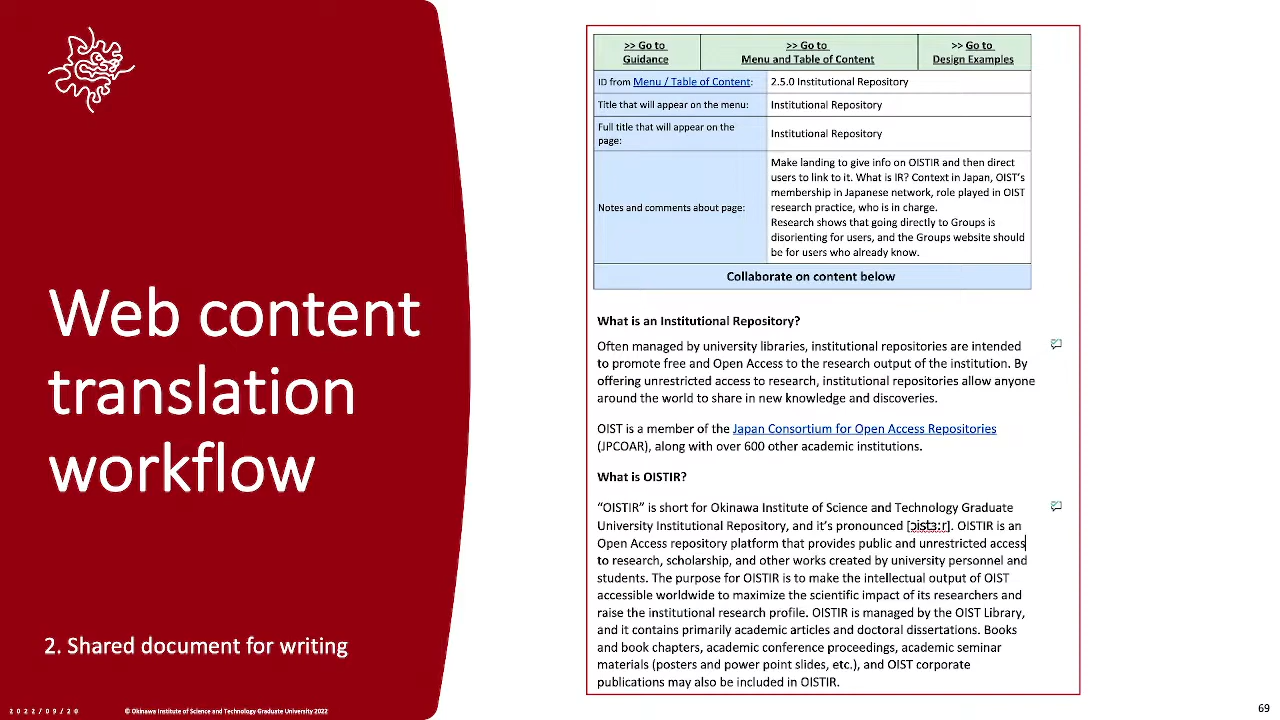 Web content
translation
workflow
2. Shared document for writing
2022/09/20
© Okinawa Institute of Science and Technology Graduate University 2022
>> Go to
Guidance
>> Go to
Menu and Table of Content
>> Go to
Design Examples
ID from Menu / Table of Content:
2.5.0 Institutional Repository
Title that will appear on the menu:
Institutional Repository
Full title that will appear on the
page:
Institutional Repository
Notes and comments about page:
Make landing to give info on OISTIR and then direct
users to link to it. What is IR? Context in Japan, OIST’s
membership in Japanese network, role played in OIST
research practice, who is in charge.
Research shows that going directly to Groups is
disorienting for users, and the Groups website should
be for users who already know.
Collaborate on content below
What is an Institutional Repository?
Often managed by university libraries, institutional repositories are intended
to promote free and Open Access to the research output of the institution. By
offering unrestricted access to research, institutional repositories allow anyone
around the world to share in new knowledge and discoveries.
OIST is a member of the Japan Consortium for Open Access Repositories
(JPCOAR), along with over 600 other academic institutions.
What is OISTIR?
“OISTIR” is short for Okinawa Institute of Science and Technology Graduate
University Institutional Repository, and it’s pronounced [ɔistɜːr]. OISTIR is an
Open Access repository platform that provides public and unrestricted access
to research, scholarship, and other works created by university personnel and
students. The purpose for OISTIR is to make the intellectual output of OIST
accessible worldwide to maximize the scientific impact of its researchers and
raise the institutional research profile. OISTIR is managed by the OIST Library,
and it contains primarily academic articles and doctoral dissertations. Books
and book chapters, academic conference proceedings, academic seminar
materials (posters and power point slides, etc.), and OIST corporate
publications may also be included in OISTIR.
69